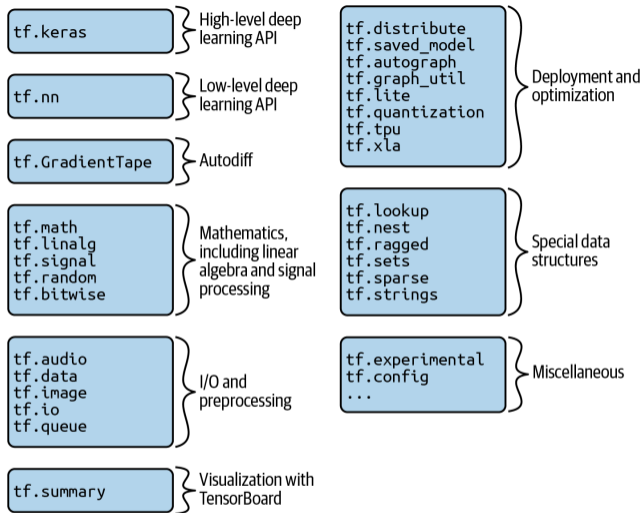 tf.keras
High-level deep
learning API
tf.nn
Low-level deep
learning API
tf.GradientTape
Autodiff
tf.math
tf.linalg
tf.signal
tf.random
tf.bitwise
Mathematics,
including linear
algebra and signal
processing
tf.audio
tf.data
tf.image
tf.io
tf.queue
I/O and
preprocessing
tf.summary
Visualization with
TensorBoard
tf.distribute
tf.saved_model
tf.autograph
tf.graph_util
tf.lite
tf.quantization
tf.tpu
tf.xla
Deployment and
optimization
tf.lookup
tf.nest
tf.ragged
tf.sets
tf.sparse
tf.strings
Special data
structures
tf.experimental
tf.config
...
Miscellaneous